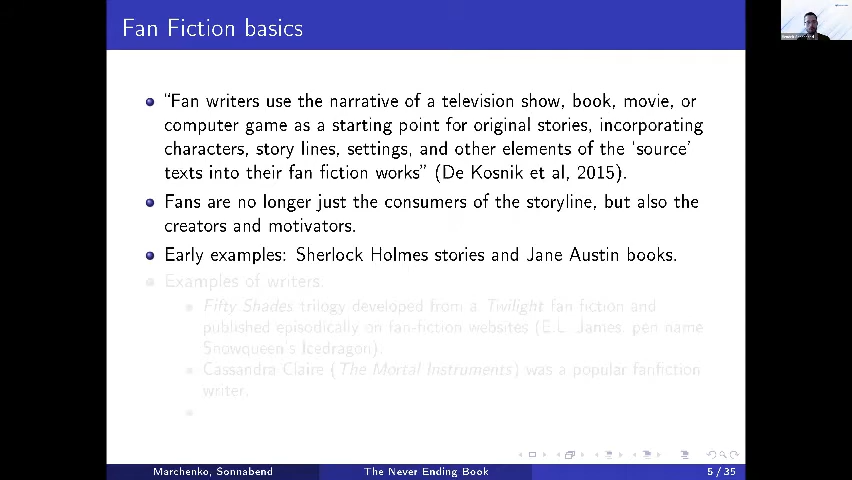 Fan Fiction basics
“Fan writers use the narrative of a television show, book, movie, or
computer game as a starting point for original stories, incorporating
characters, story lines, settings, and other elements of the ‘source’
texts into their fan fiction works” (De Kosnik et al, 2015).
Fans are no longer just the consumers of the storyline, but also the
creators and motivators.
Early examples: Sherlock Holmes stories and Jane Austin books.
Examples of writers.
Fifty Shades trilogy developed from a Twilight fan fiction and
published episodically on fan-fiction websites (E.L. James, pen name
Snowqueen's Icedragon).
Cassandra Claire (The Mortal Instruments) was a popular fanfiction
writer.
Marchenko, Sonnabend
The Never Ending Book
5 / 35